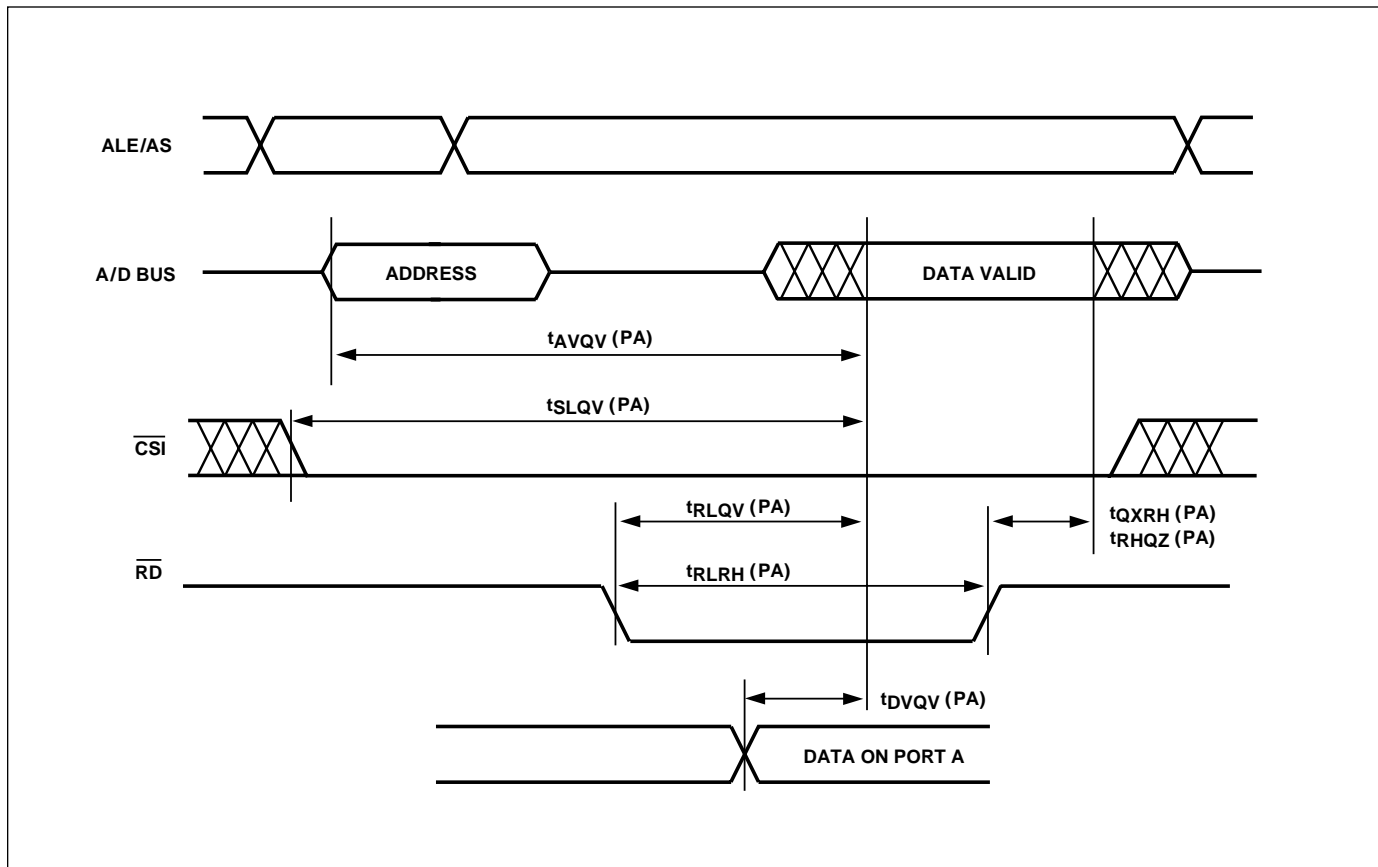 ALE/AS
A/D BUS
ADDRESS
DATA VALID
tAVQV (PA)
tSLQV (PA)
CSI
tRLQV (PA)
tQXRH (PA)
tRHQZ (PA)
RD
tRLRH (PA)
tDVQV (PA)
DATA ON PORT A